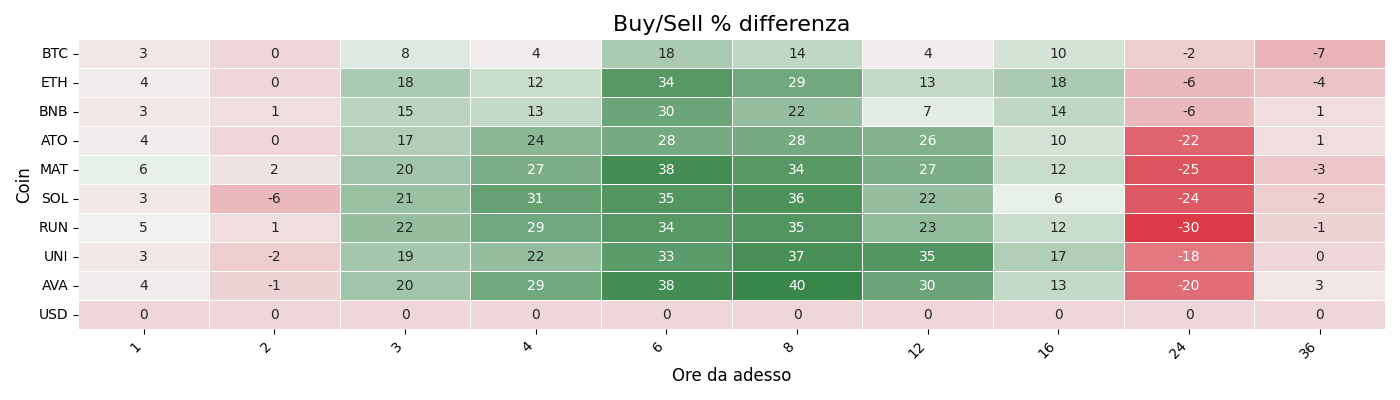 Buy/Sell % differenza
Coin
BTC 3 0 8 4 18 14 4 10 -2 -7
ETH 4 0 18 12 34 29 13 18 -6 -4
BNB 3 1 15 13 30 22 7 14 -6 1
ATO 4 0 17 24 28 28 26 10 -22 1
MAT 6 2 20 27 38 34 27 12 -25 -3
SOL 3 -6 21 31 35 36 22 6 -24 -2
RUN 5 1 22 29 34 35 23 12 -30 -1
UNI 3 -2 19 22 33 37 35 17 -18 0
AVA 4 -1 20 29 38 40 30 13 -20 3
USD 0 0 0 0 0 0 0 0 0 0
1 2 3 4 6 8 12 16 24 36
Ore da adesso